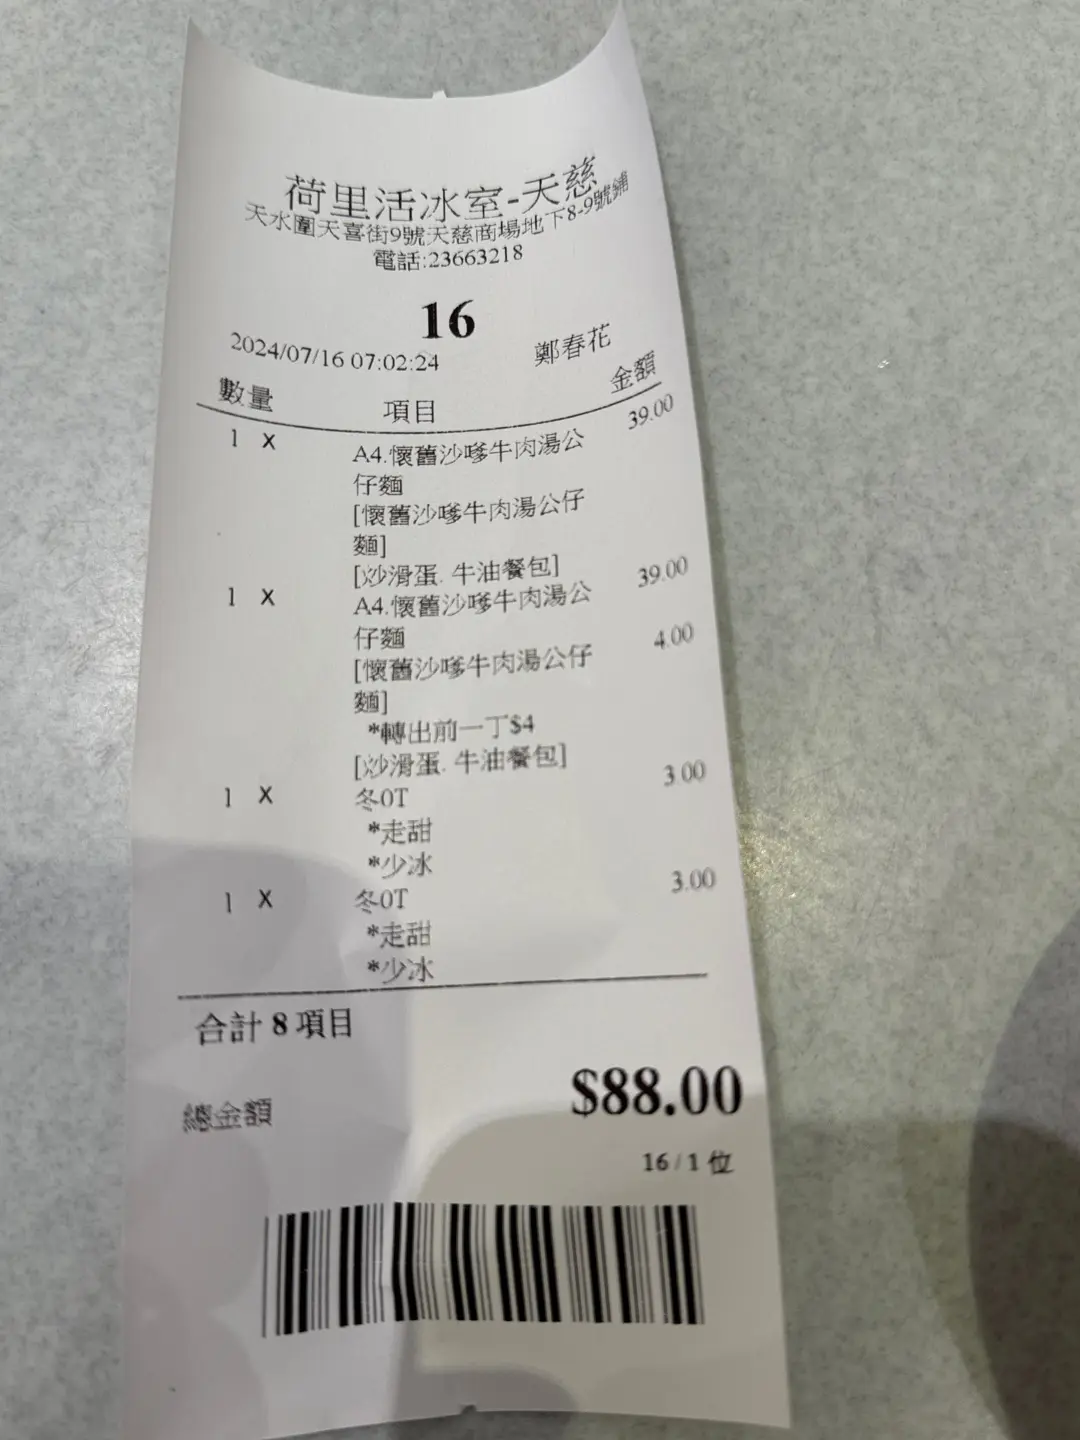 荷里活冰室-天慈
天水圍天喜街9號天慈商場地下8-9號舖
電話:23663218
16
2024/07/16 07:02:24 鄭春花
數量 項目 金額
1 X A4.懷舊沙嗲牛肉湯公 39.00
仔麵
[懷舊沙嗲牛肉湯公仔
麵]
[炒滑蛋. 牛油餐包]
1 X A4.懷舊沙嗲牛肉湯公 39.00
仔麵
[懷舊沙嗲牛肉湯公仔 4.00
麵]
*轉出前一丁$4
[炒滑蛋. 牛油餐包]
1 X 冬0T 3.00
*走甜
*少冰
1 X 冬0T 3.00
*走甜
*少冰
合計 8 項目
總金額 $88.00
16 / 1 位